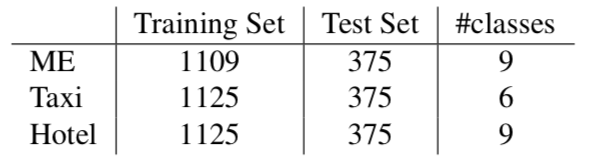 Training Set Test Set #classes
ME 1109 375 9
Taxi 1125 375 6
Hotel 1125 375 9